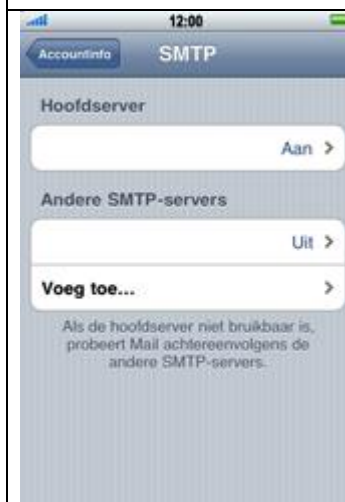 12:00
Accountinfo
SMTP
Hoofdserver
Aan
Andere SMTP-servers
Uit
Voeg toe...
Als de hoofdserver niet bruikbaar is,
probeert Mail achtereenvolgens de
andere SMTP-servers.